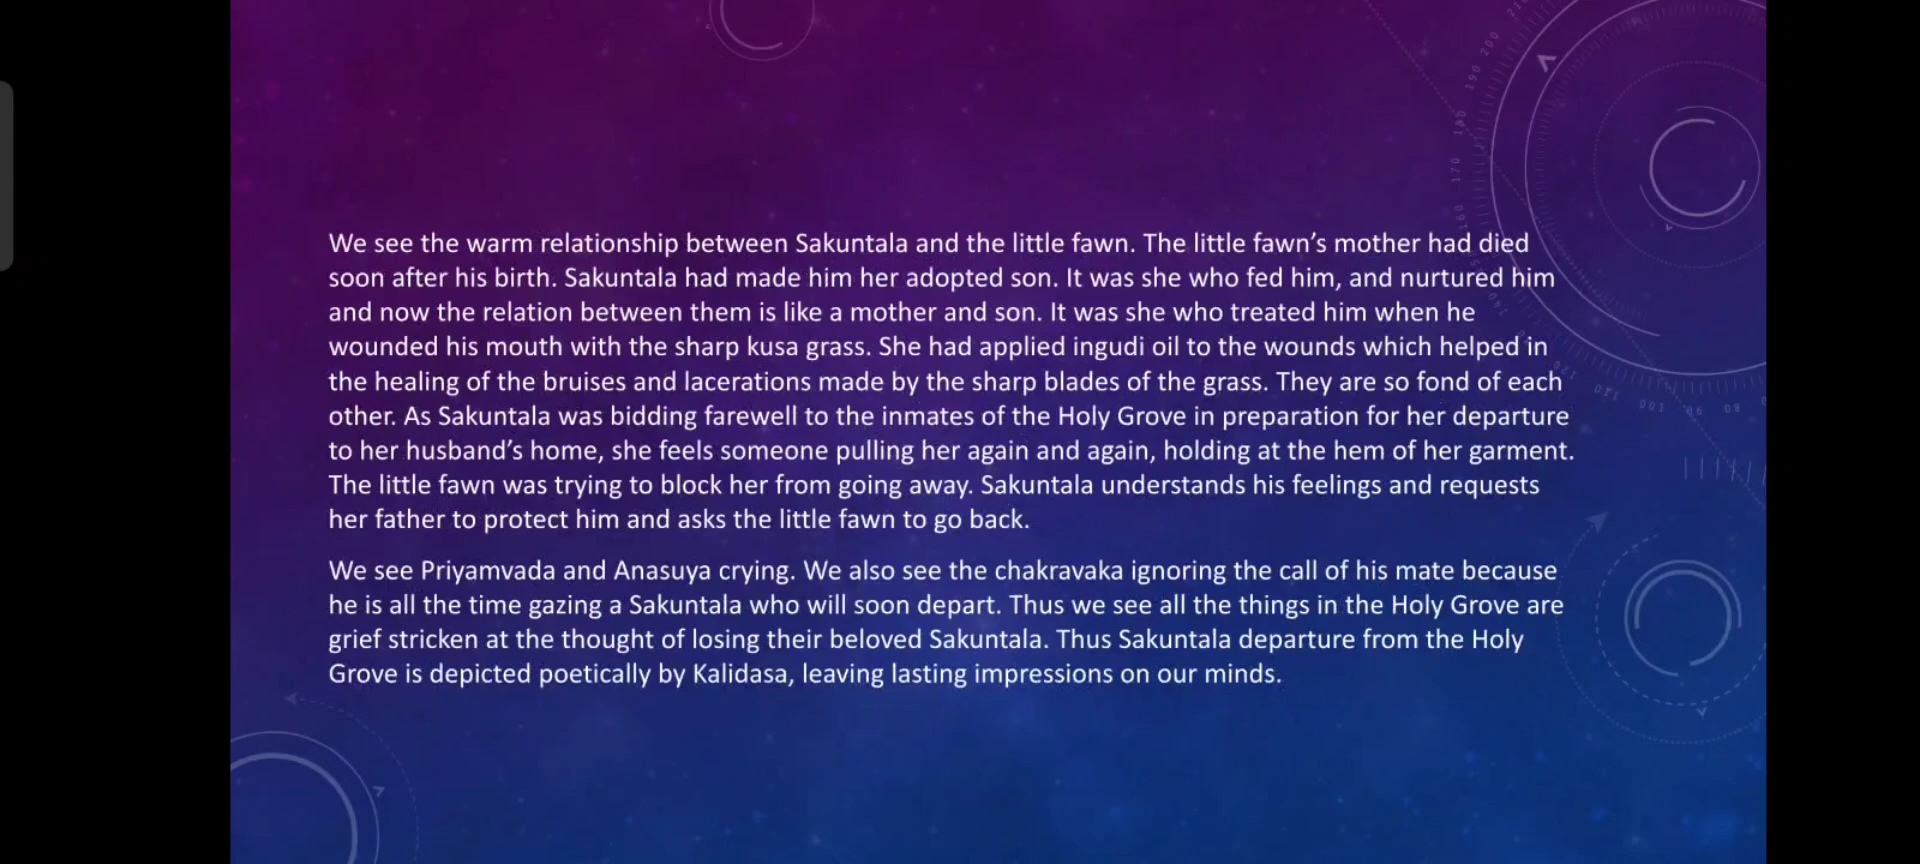 We see the warm relationship between Sakuntala and the little fawn. The little fawn's mother had died
soon after his birth. Sakuntala had made him her adopted son. It was she who fed him, and nurtured him
and now the relation between them is like a mother and son. It was she who treated him when he
wounded his mouth with the sharp kusa grass. She had applied ingudi oil to the wounds which helped in
the healing of the bruises and lacerations made by the sharp blades of the grass. They are so fond of each
other. As Sakuntala was bidding farewell to the inmates of the Holy Grove in preparation for her departure
to her husband's home, she feels someone pulling her again and again, holding at the hem of her garment.
The little fawn was trying to block her from going away. Sakuntala understands his feelings and requests
her father to protect him and asks the little fawn to go back.
We see Priyamvada and Anasuya crying. We also see the chakravaka ignoring the call of his mate because
he is all the time gazing a Sakuntala who will soon depart. Thus we see all the things in the Holy Grove are
grief stricken at the thought of losing their beloved Sakuntala. Thus Sakuntala departure from the Holy
Grove is depicted poetically by Kalidasa, leaving lasting impressions on our minds.